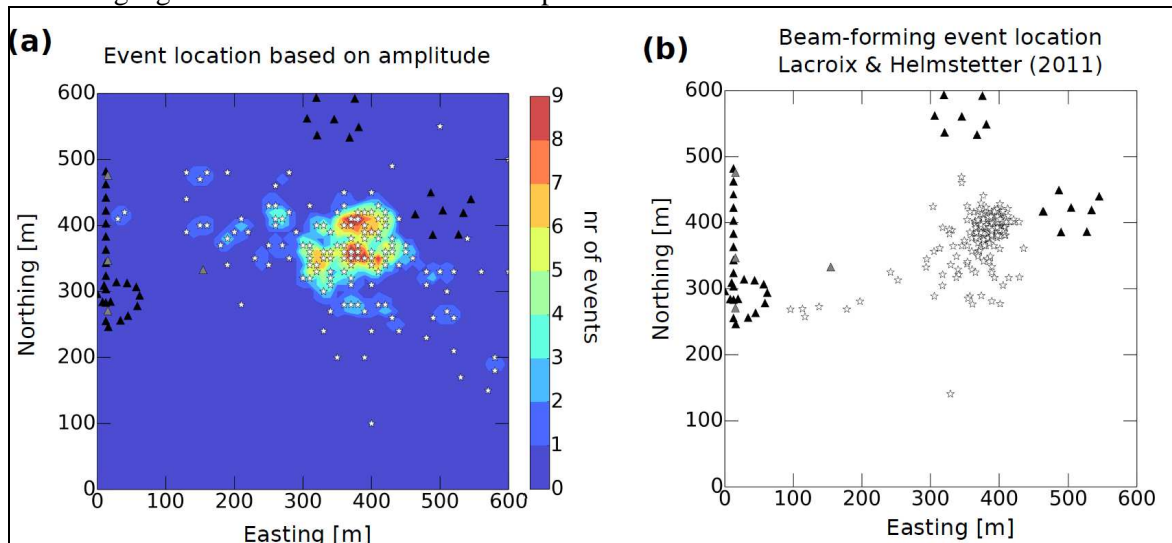 (a)
Event location based on amplitude
600
500
400
300
200
100
0
Northing [m]
0 100 200 300 400 500 600
Easting [m]
9
8
7
6
5
4
3
2
1
0
nr of events
(b)
Beam-forming event location
Lacroix & Helmstetter (2011)
600
500
400
300
200
100
0
Northing [m]
0 100 200 300 400 500 600
Easting [m]